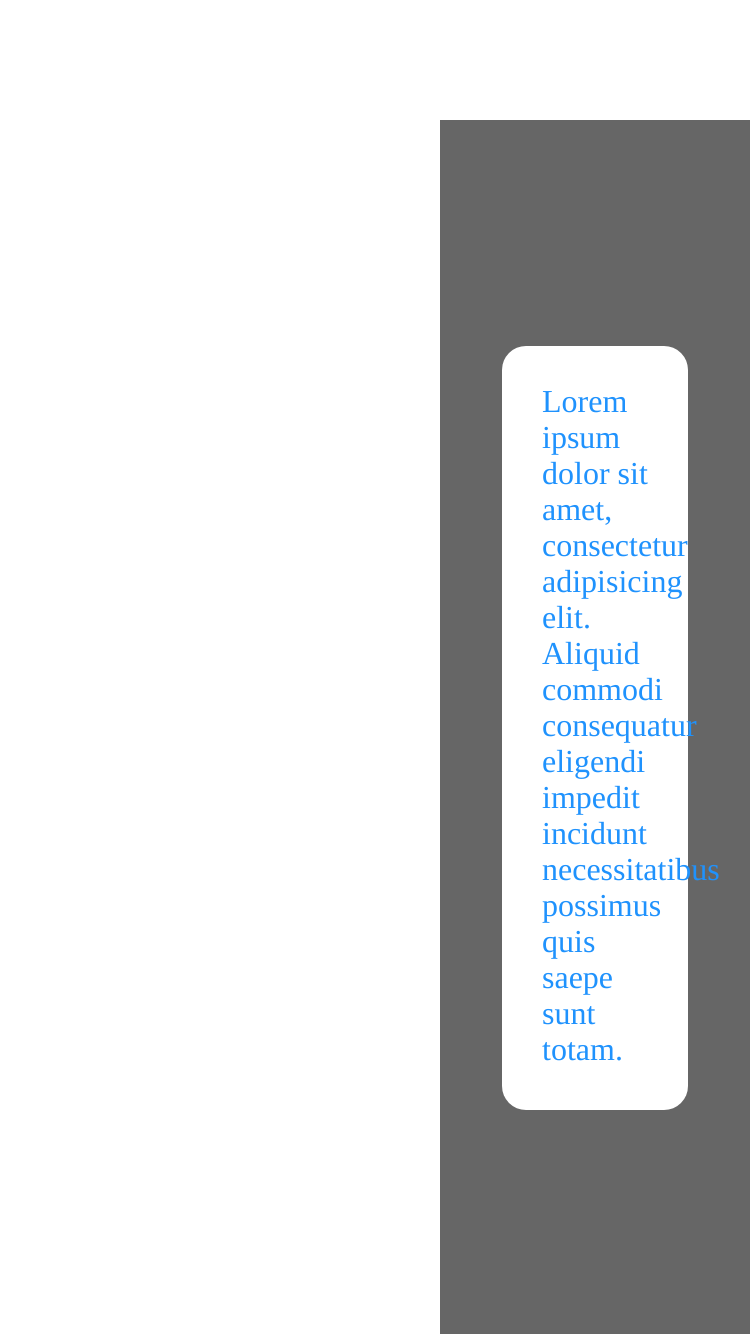 Lorem
ipsum
dolor sit
amet,
consectetur
adipisicing
elit.
Aliquid
commodi
consequatur
eligendi
impedit
incidunt
necessitatibus
possimus
quis
saepe
sunt
totam.